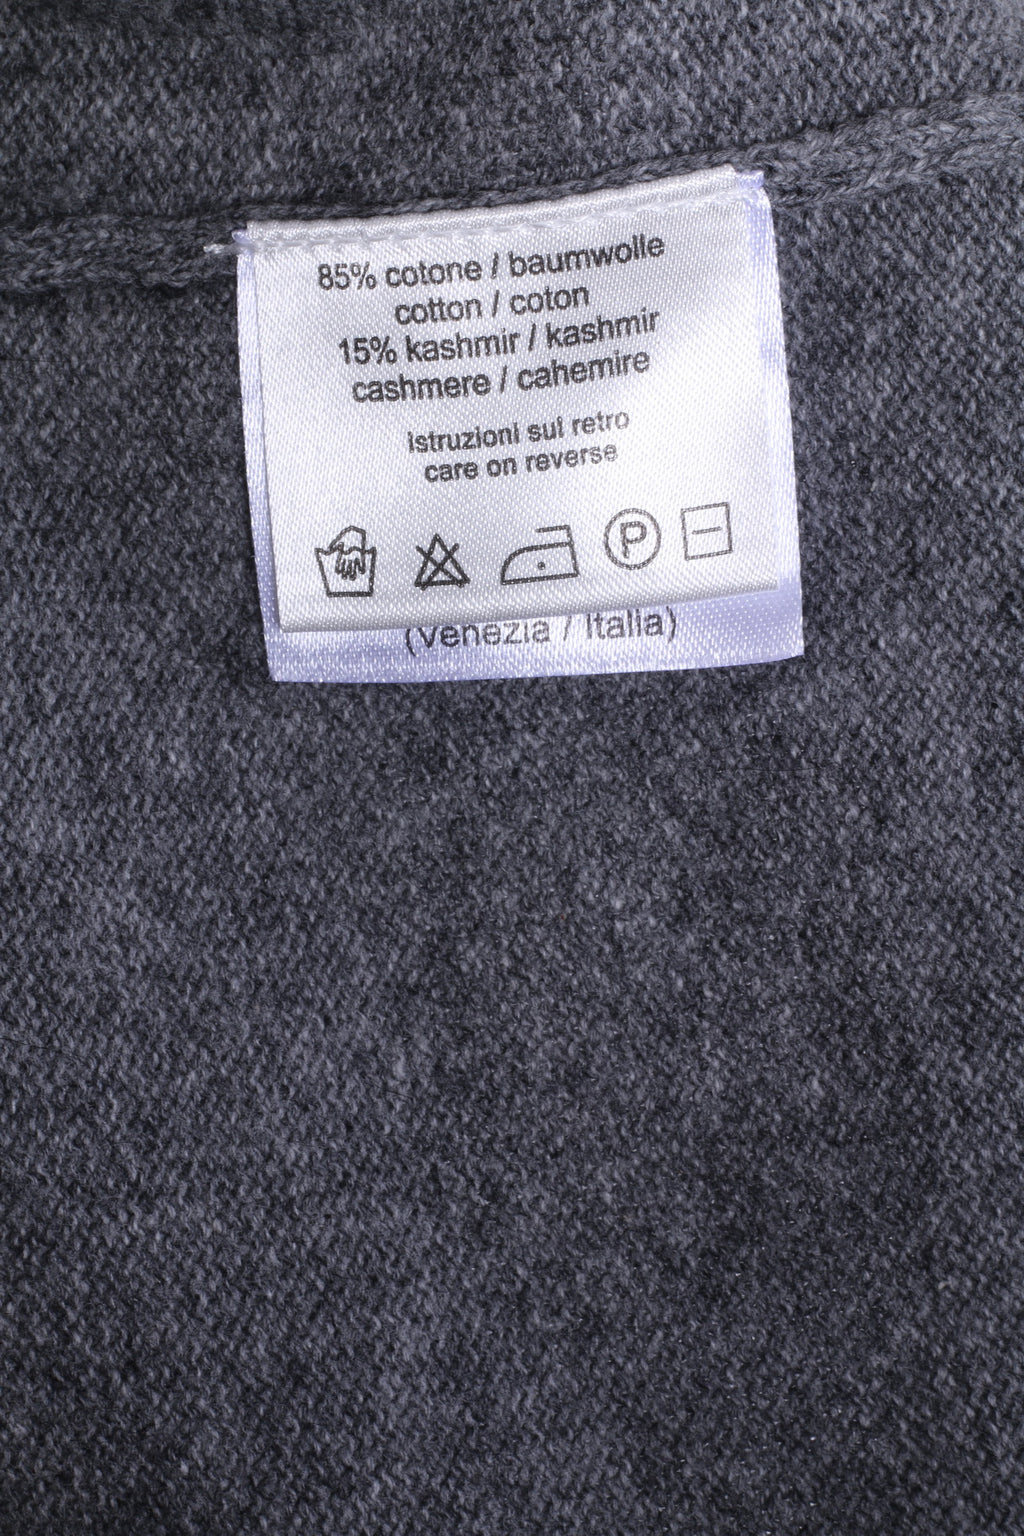 85% cotone / baumwolle
cotton / coton
15% kashmir / kashmir
cashmere / cahemire
istruzioni sul retro
care on reverse
P
(Venezia / Italia)